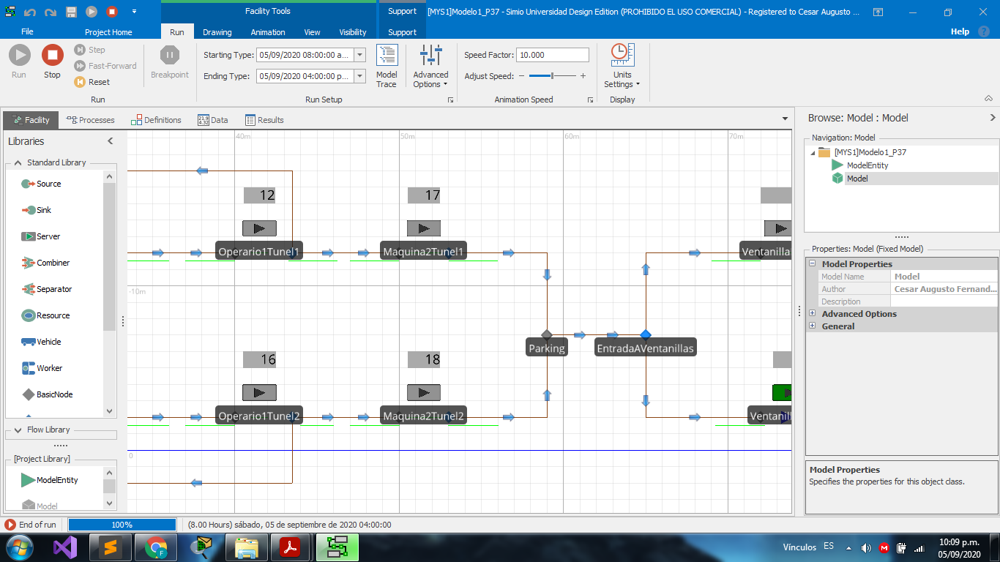 Facility Tools
Support
[MYS1]Modelo1_P37 - Simio Universidad Design Edition (PROHIBIDO EL USO COMERCIAL) - Registered to Cesar Augusto ...
File
Project Home
Run
Drawing
Animation
View
Visibility
Support
Help
Run
Stop
Step
Fast-Forward
Reset
Breakpoint
Starting Type: 05/09/2020 08:00:00 a...
Ending Type: 05/09/2020 04:00:00 p...
Model Trace
Advanced Options
Speed Factor: 10.000
Adjust Speed:
Units Settings
Run
Run Setup
Animation Speed
Display
Facility
Processes
Definitions
21.9
4.32
Data
Results
Libraries
Standard Library
Source
Sink
Server
Combiner
Separator
Resource
Vehicle
Worker
BasicNode
Flow Library
[Project Library]
ModelEntity
Model
40m
50m
60m
70m
-10m
0
12
17
Operario1Tunel1
Maquina2Tunel1
Ventanilla
Parking
EntradaAVentanillas
16
18
Operario1Tunel2
Maquina2Tunel2
Ventanill
Browse: Model : Model
Navigation: Model
[MYS1]Modelo1_P37
ModelEntity
Model
Properties: Model (Fixed Model)
Model Properties
Model Name Model
Author Cesar Augusto Fernand...
Description
Advanced Options
General
Model Properties
Specifies the properties for this object class.
End of run
100%
(8.00 Hours) sábado, 05 de septiembre de 2020 04:00:00
Vínculos
ES
10:09 p.m.
05/09/2020